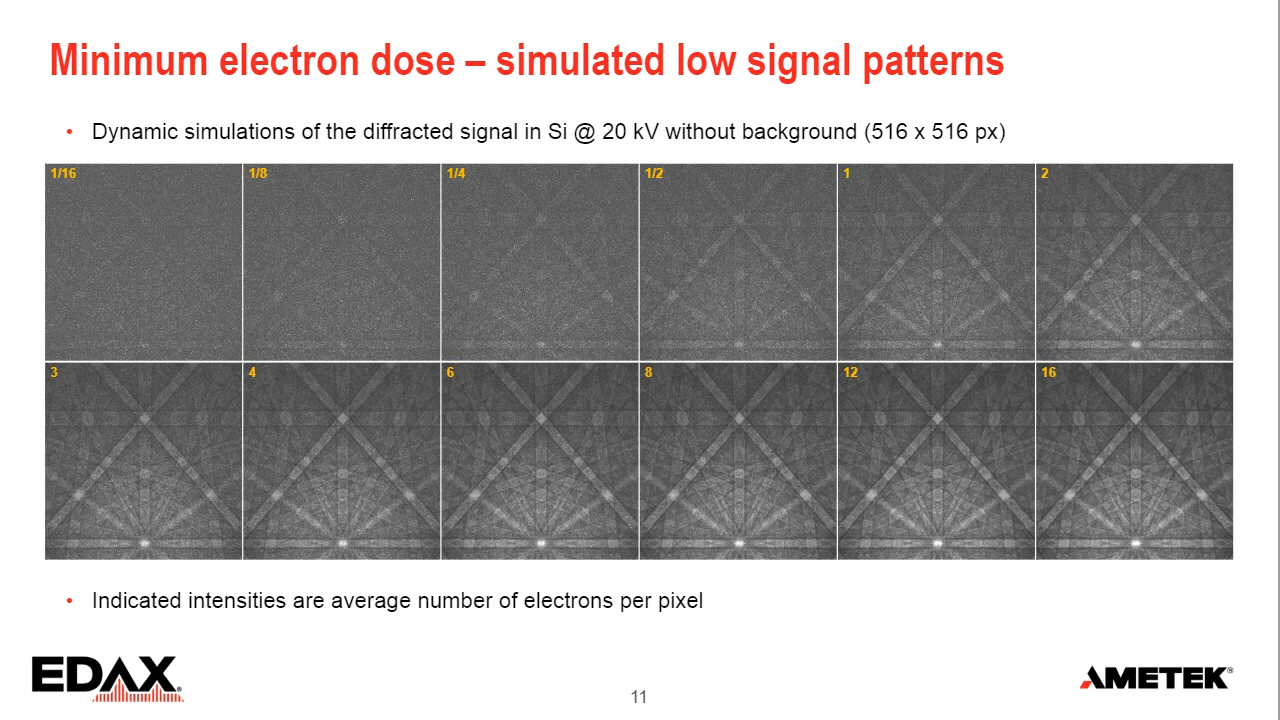 Minimum electron dose – simulated low signal patterns
• Dynamic simulations of the diffracted signal in Si @ 20 kV without background (516 x 516 px)
1/16 1/8 1/4 1/2 1 2
3 4 6 8 12 16
• Indicated intensities are average number of electrons per pixel
EDAX®
11
AMETEK®